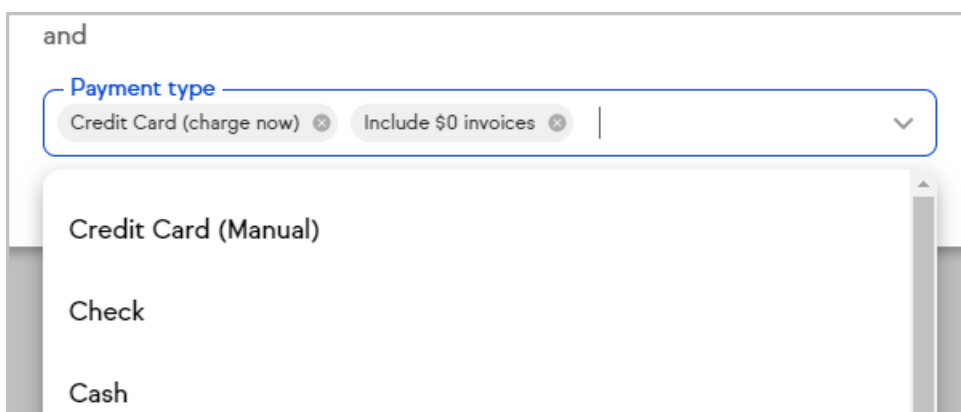 and
Payment type
Credit Card (charge now) Include $0 invoices
Credit Card (Manual)
Check
Cash